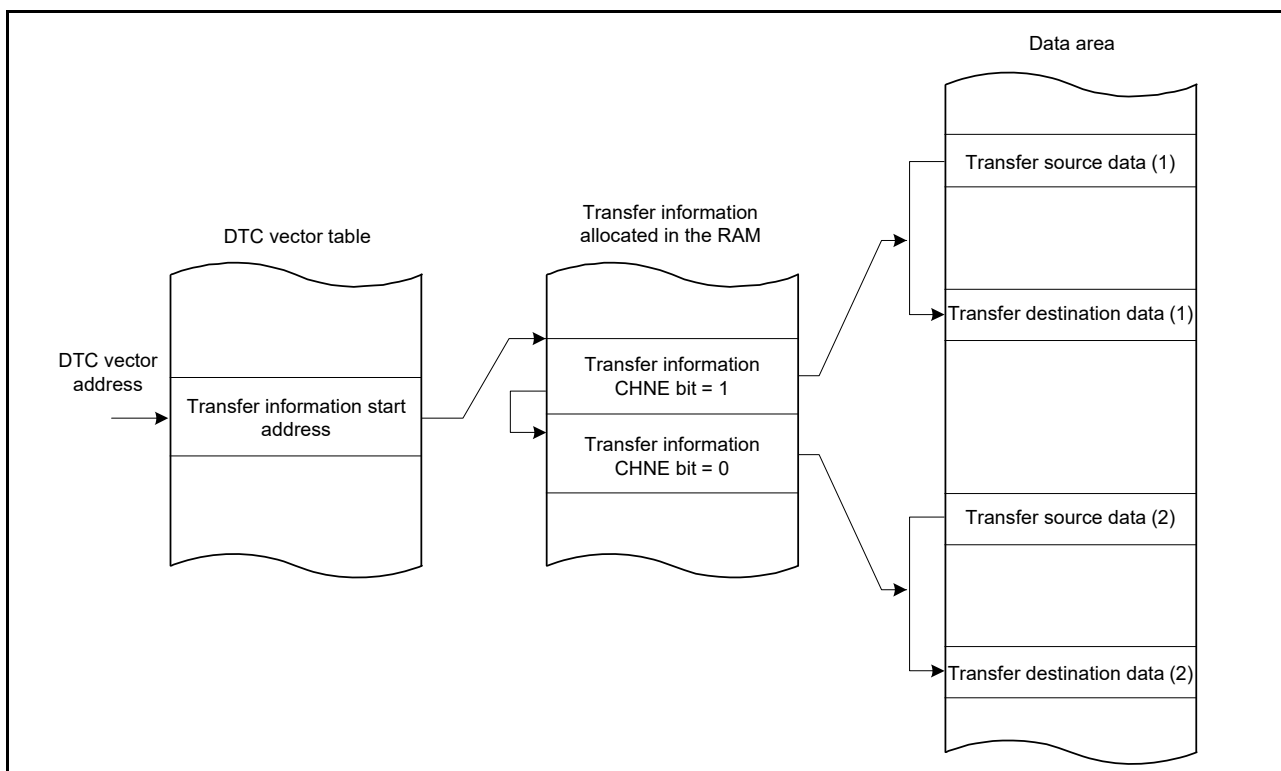 Data area
Transfer source data (1)
Transfer information
allocated in the RAM
DTC vector table
Transfer destination data (1)
DTC vector
address
Transfer information
CHNE bit = 1
Transfer information start
address
Transfer information
CHNE bit = 0
Transfer source data (2)
Transfer destination data (2)